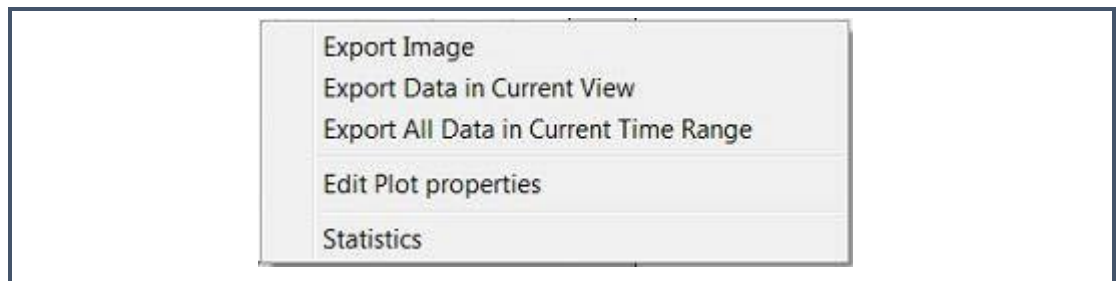 Export Image
Export Data in Current View
Export All Data in Current Time Range
Edit Plot properties
Statistics